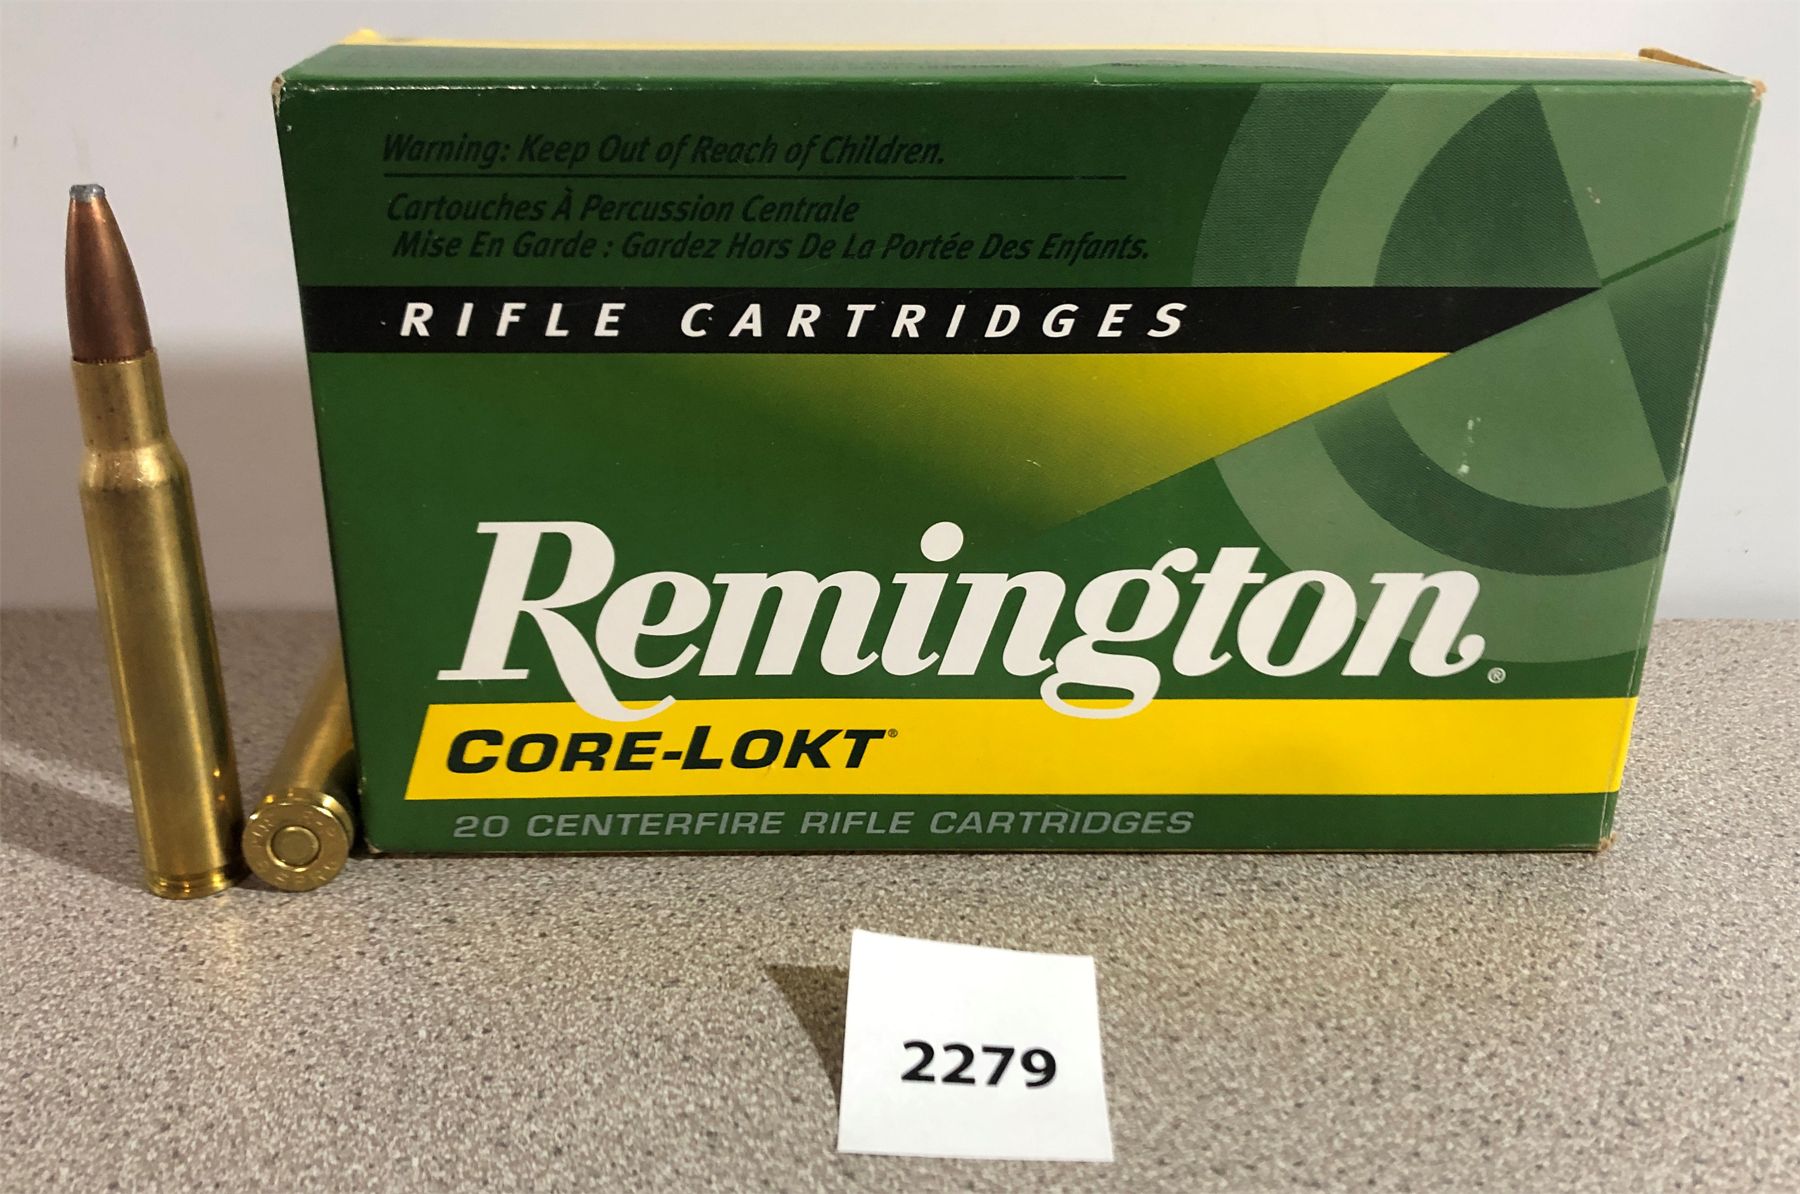 Warning: Keep Out of Reach of Children.
Cartouches À Percussion Centrale
Mise En Garde : Gardez Hors De La Portée Des Enfants.
RIFLE CARTRIDGES
Remington®
CORE-LOKT®
20 CENTERFIRE RIFLE CARTRIDGES
2279